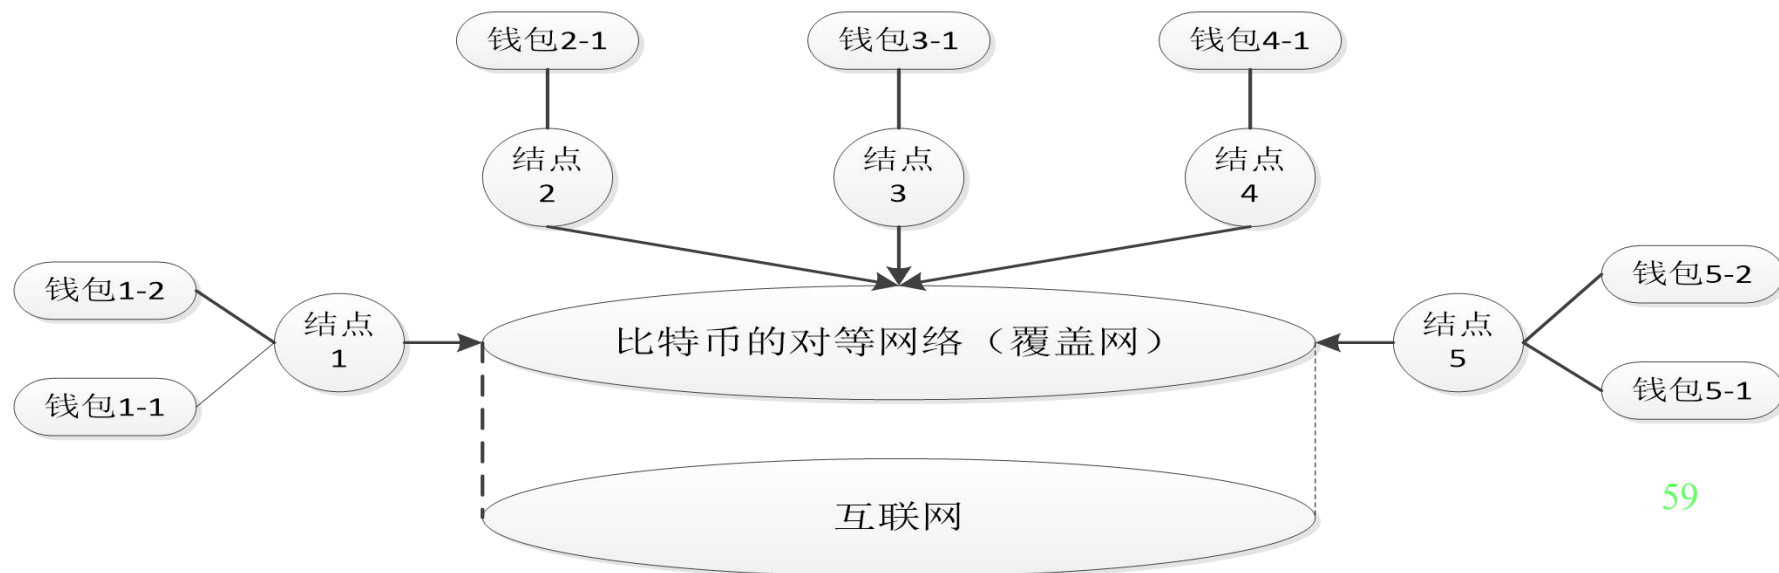 钱包2-1
钱包3-1
钱包4-1
结点
2
结点
3
结点
4
钱包1-2
钱包5-2
结点
1
比特币的对等网络（覆盖网）
结点
5
钱包1-1
钱包5-1
互联网
59